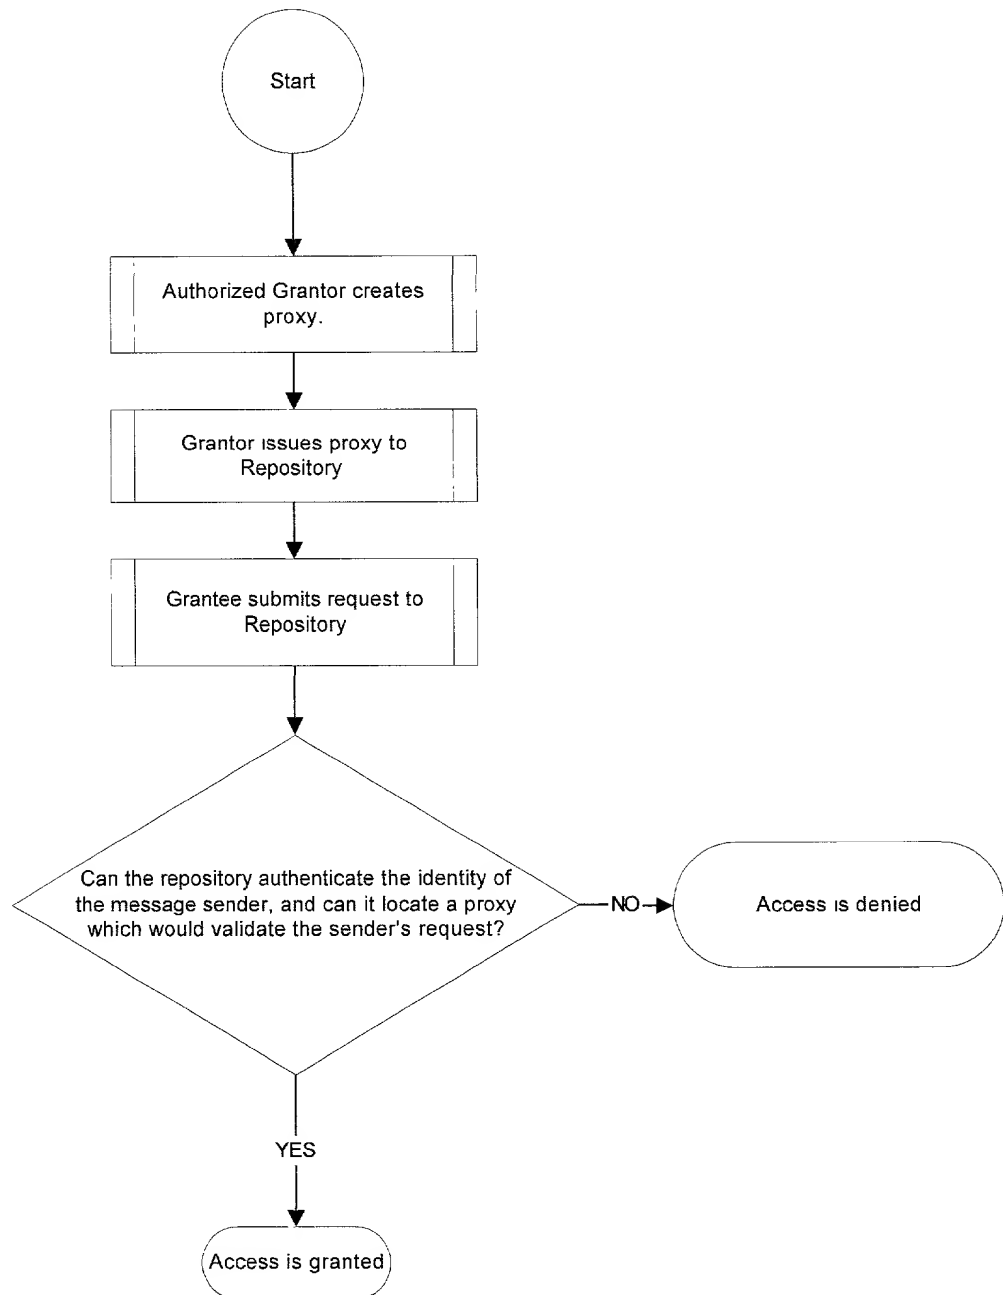 Start
Authorized Grantor creates
proxy.
Grantor issues proxy to
Repository
Grantee submits request to
Repository
Can the repository authenticate the identity of
the message sender, and can it locate a proxy
which would validate the sender's request?
NO
Access is denied
YES
Access is granted